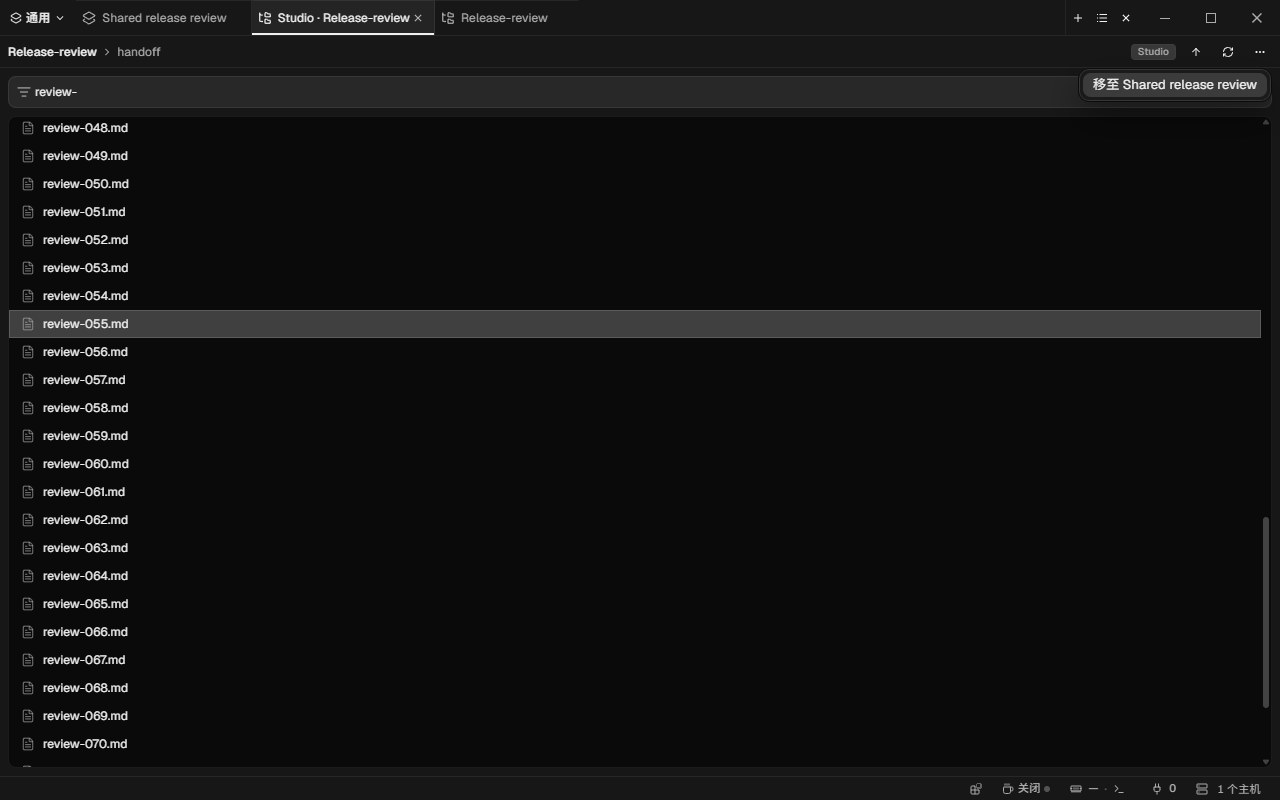 通用 Shared release review Studio · Release-review Release-review
Release-review handoff Studio
移至 Shared release review
review-
review-048.md
review-049.md
review-050.md
review-051.md
review-052.md
review-053.md
review-054.md
review-055.md
review-056.md
review-057.md
review-058.md
review-059.md
review-060.md
review-061.md
review-062.md
review-063.md
review-064.md
review-065.md
review-066.md
review-067.md
review-068.md
review-069.md
review-070.md
关闭 0 1 个主机